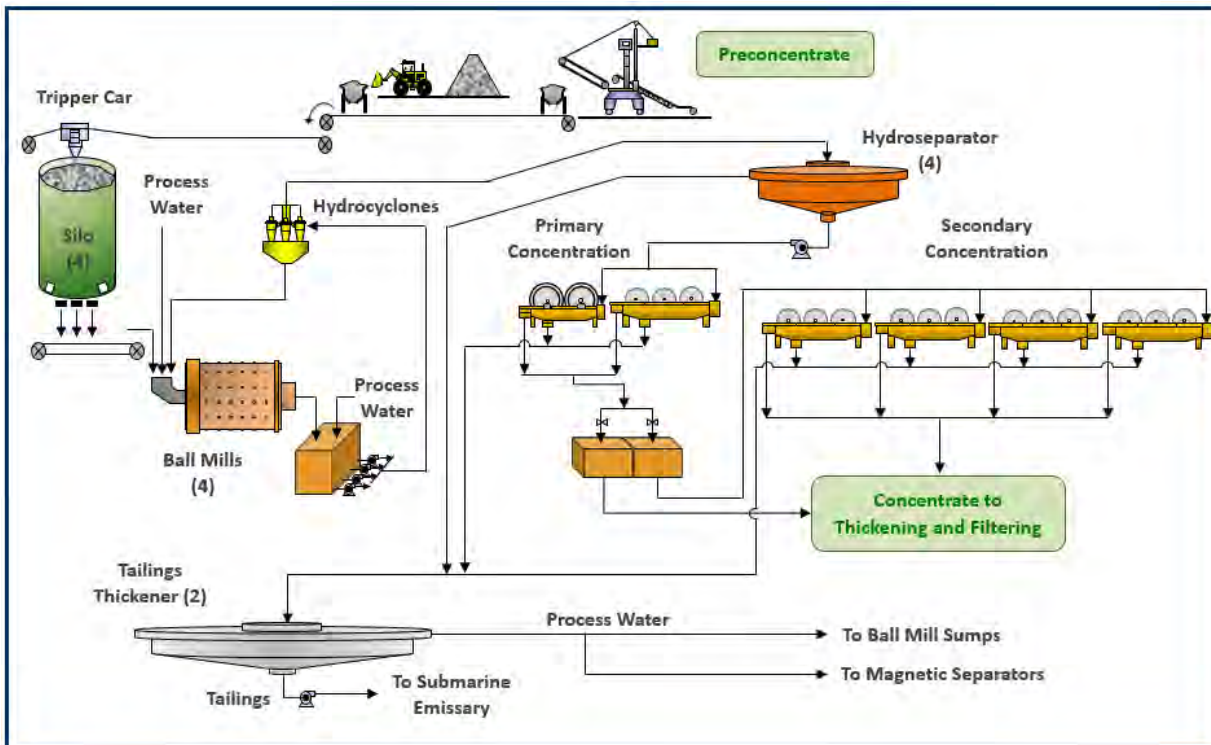 Preconcentrate
Tripper Car
Hydroseparator
(4)
Process
Water
Hydrocyclones
Silo
(4)
Primary
Concentration
Secondary
Concentration
Process
Water
Ball Mills
(4)
Concentrate to
Thickening and Filtering
Tailings
Thickener (2)
Process Water
To Ball Mill Sumps
To Magnetic Separators
Tailings
To Submarine
Emissary